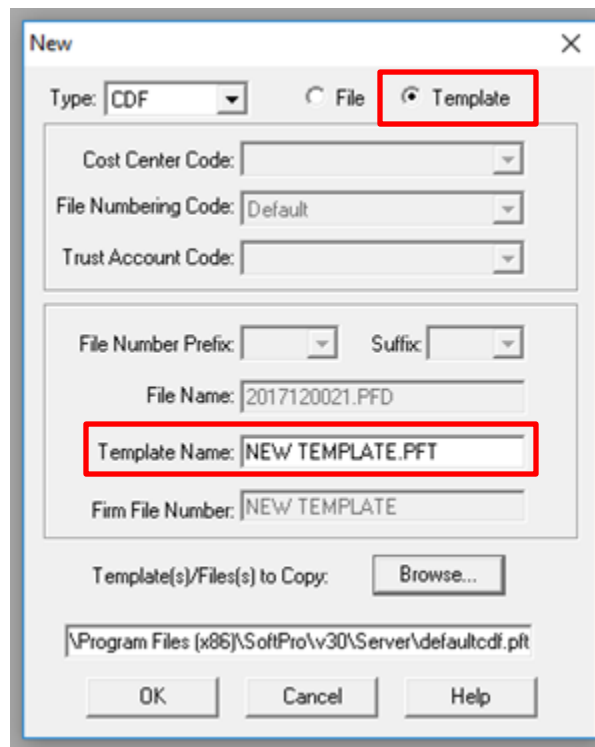 New
Type: CDF File Template
Cost Center Code:
File Numbering Code: Default
Trust Account Code:
File Number Prefix: Suffix:
File Name: 2017120021.PFD
Template Name: NEW TEMPLATE.PFT
Firm File Number: NEW TEMPLATE
Template(s)/Files(s) to Copy: Browse...
\Program Files (x86)\SoftPro\v30\Server\defaultcdf.pft
OK Cancel Help